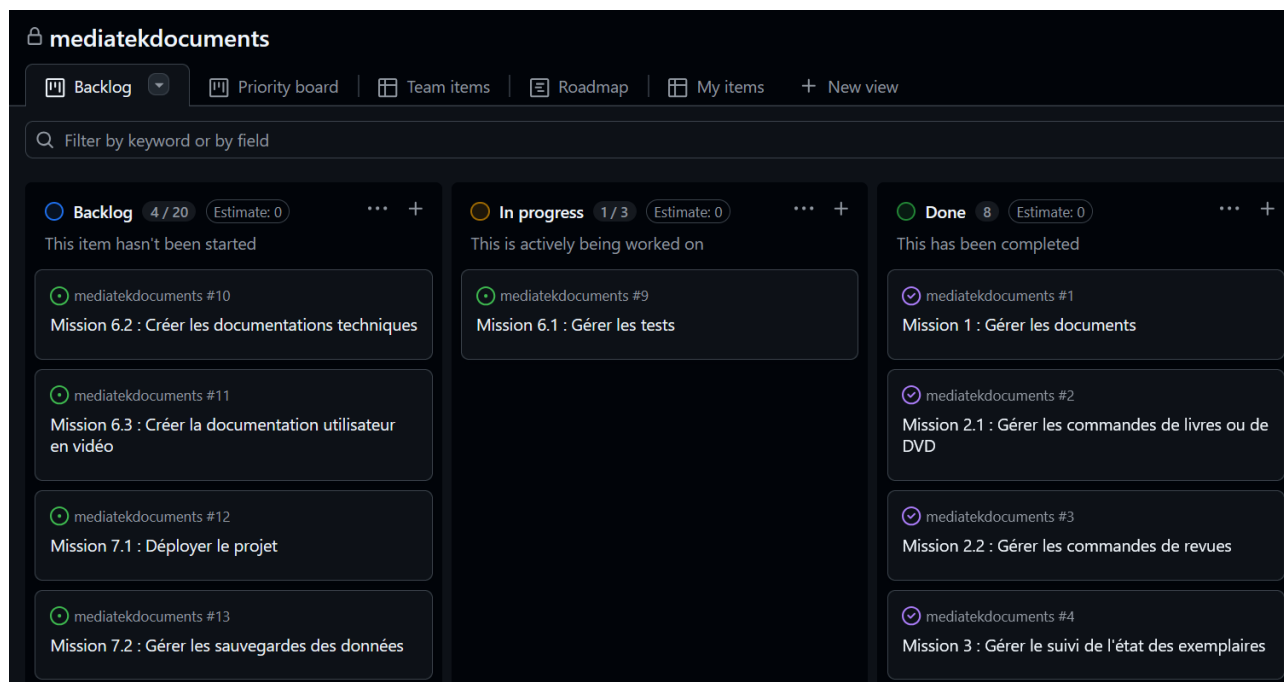 mediatekdocuments
Backlog
Priority board
Team items
Roadmap
My items
+ New view
Filter by keyword or by field
Backlog 4 / 20 Estimate: 0
This item hasn't been started
mediatekdocuments #10
Mission 6.2 : Créer les documentations techniques
mediatekdocuments #11
Mission 6.3 : Créer la documentation utilisateur
en vidéo
mediatekdocuments #12
Mission 7.1 : Déployer le projet
mediatekdocuments #13
Mission 7.2 : Gérer les sauvegardes des données
In progress 1 / 3 Estimate: 0
This is actively being worked on
mediatekdocuments #9
Mission 6.1 : Gérer les tests
Done 8 Estimate: 0
This has been completed
mediatekdocuments #1
Mission 1 : Gérer les documents
mediatekdocuments #2
Mission 2.1 : Gérer les commandes de livres ou de
DVD
mediatekdocuments #3
Mission 2.2 : Gérer les commandes de revues
mediatekdocuments #4
Mission 3 : Gérer le suivi de l'état des exemplaires